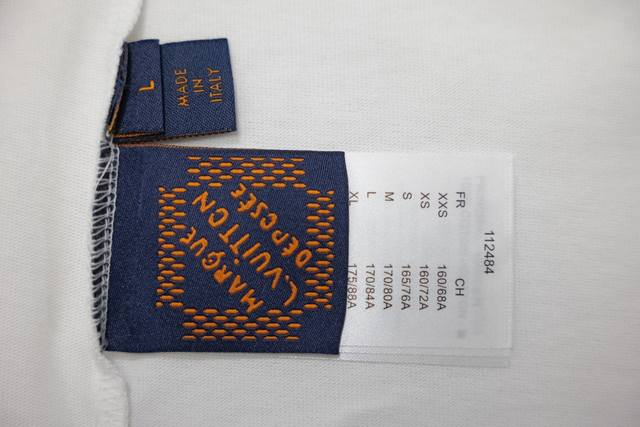 L
MADE
IN
ITALY
MARQUE
L.VUITTON
DÉPOSÉE
112484
FR CH
XXS 160/68A
XS 160/72A
S 165/76A
M 170/80A
L 170/84A
XL 175/88A